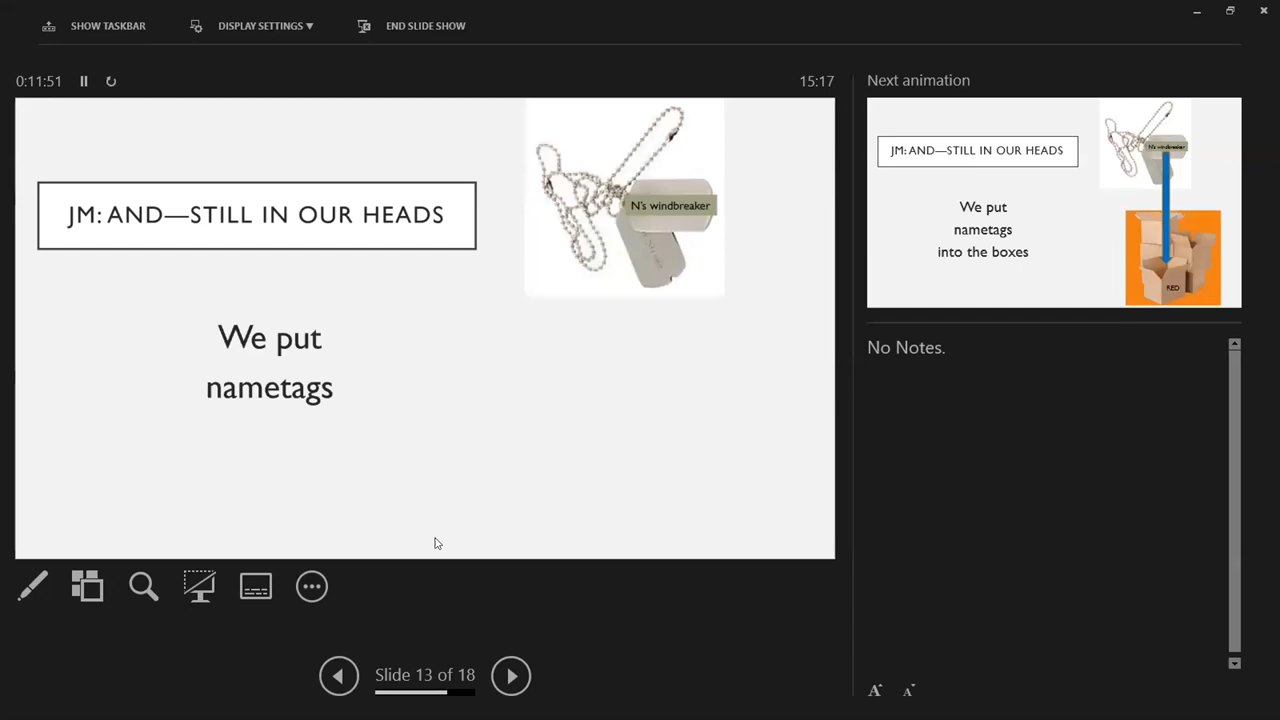 SHOW TASKBAR
DISPLAY SETTINGS ▼
END SLIDE SHOW
0:11:51
15:17
JM: AND—STILL IN OUR HEADS
N's windbreaker
We put
nametags
Slide 13 of 18
Next animation
JM: AND—STILL IN OUR HEADS
N's windbreaker
We put
nametags
into the boxes
RED
No Notes.
A A